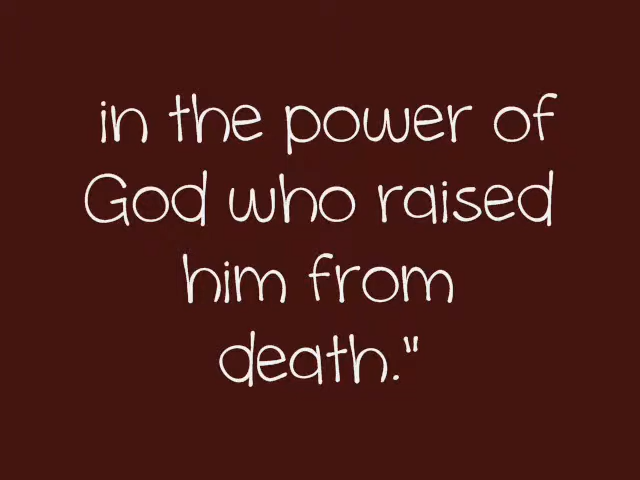 in the power of
God who raised
him from
death."